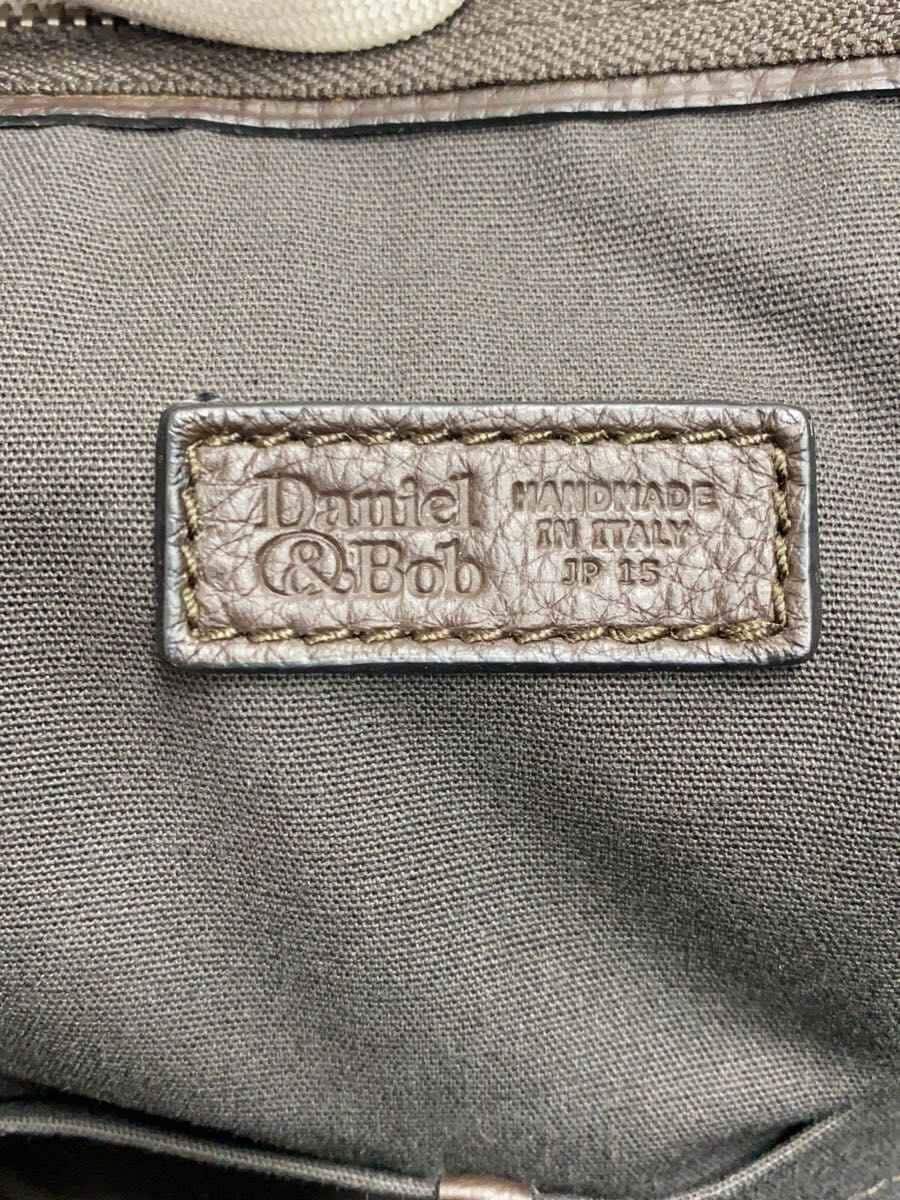 Daniel
&Bob
HANDMADE
IN ITALY
JP 15